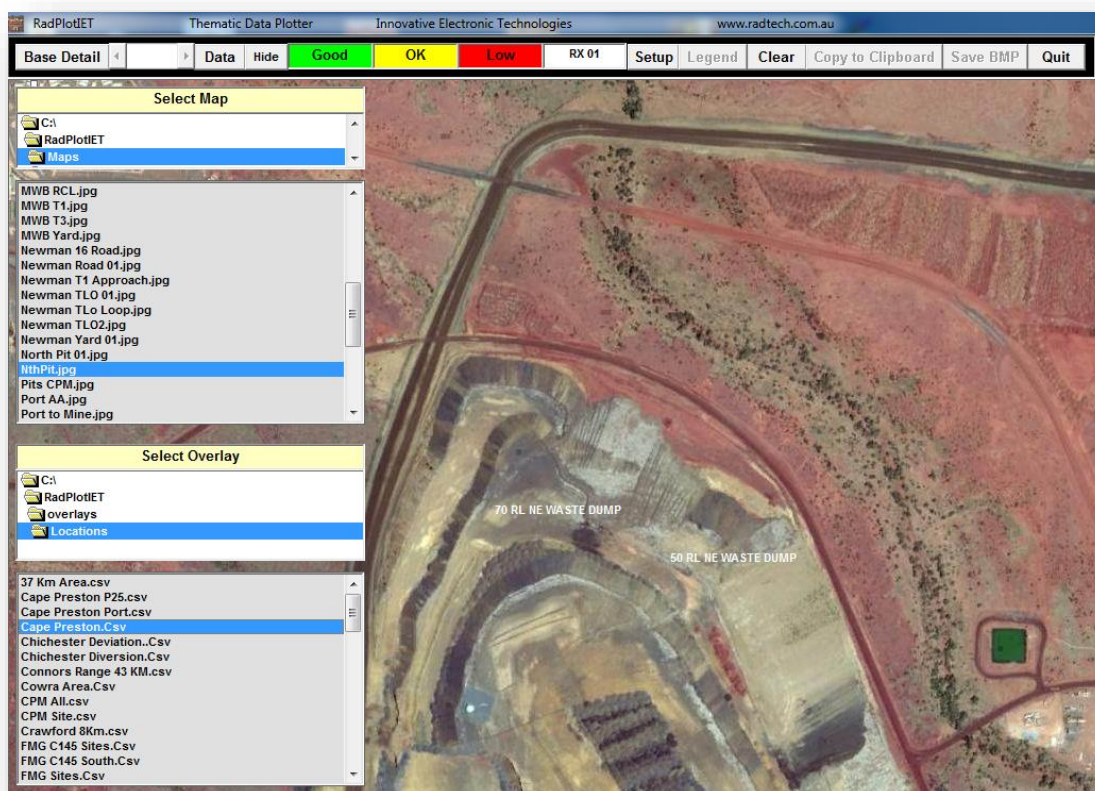 RadPlotIET Thematic Data Plotter Innovative Electronic Technologies www.radtech.com.au
Base Detail Data Hide Good OK Low RX 01 Setup Legend Clear Copy to Clipboard Save BMP Quit
Select Map
C:\
RadPlotIET
Maps
MWB RCL.jpg
MWB T1.jpg
MWB T3.jpg
MWB Yard.jpg
Newman 16 Road.jpg
Newman Road 01.jpg
Newman T1 Approach.jpg
Newman TLO 01.jpg
Newman TLo Loop.jpg
Newman TLO2.jpg
Newman Yard 01.jpg
North Pit 01.jpg
NthPit.jpg
Pits CPM.jpg
Port AA.jpg
Port to Mine.jpg
Select Overlay
C:\
RadPlotIET
overlays
Locations
37 Km Area.csv
Cape Preston P25.csv
Cape Preston Port.csv
Cape Preston.Csv
Chichester Deviation..Csv
Chichester Diversion.Csv
Connors Range 43 KM.csv
Cowra Area.Csv
CPM All.csv
CPM Site.csv
Crawford 8Km.csv
FMG C145 Sites.Csv
FMG C145 South.Csv
FMG Sites.Csv
70 RL NE WASTE DUMP
50 RL NE WASTE DUMP